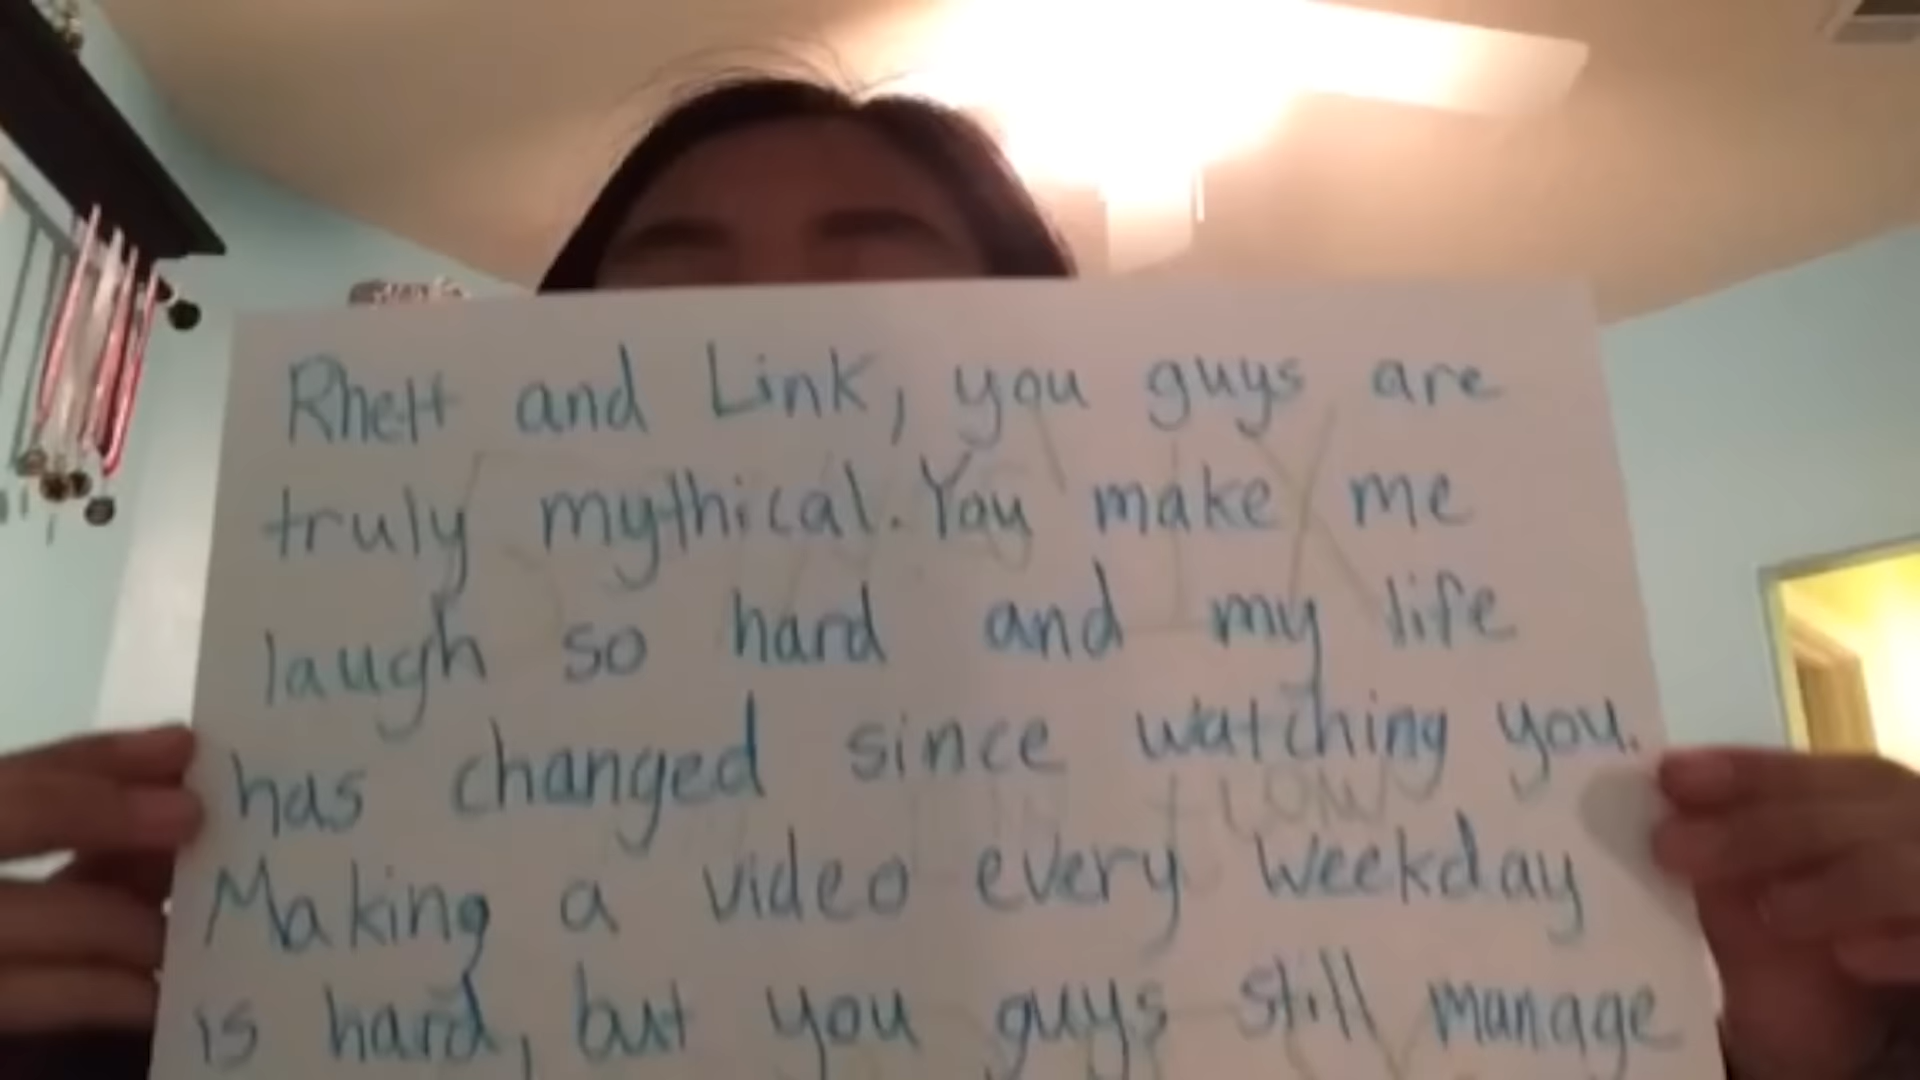 Rhett and Link, you guys are
truly mythical. You make me
laugh so hard and my life
has changed since watching you.
Making a video every weekday
is hard, but you guys still manage